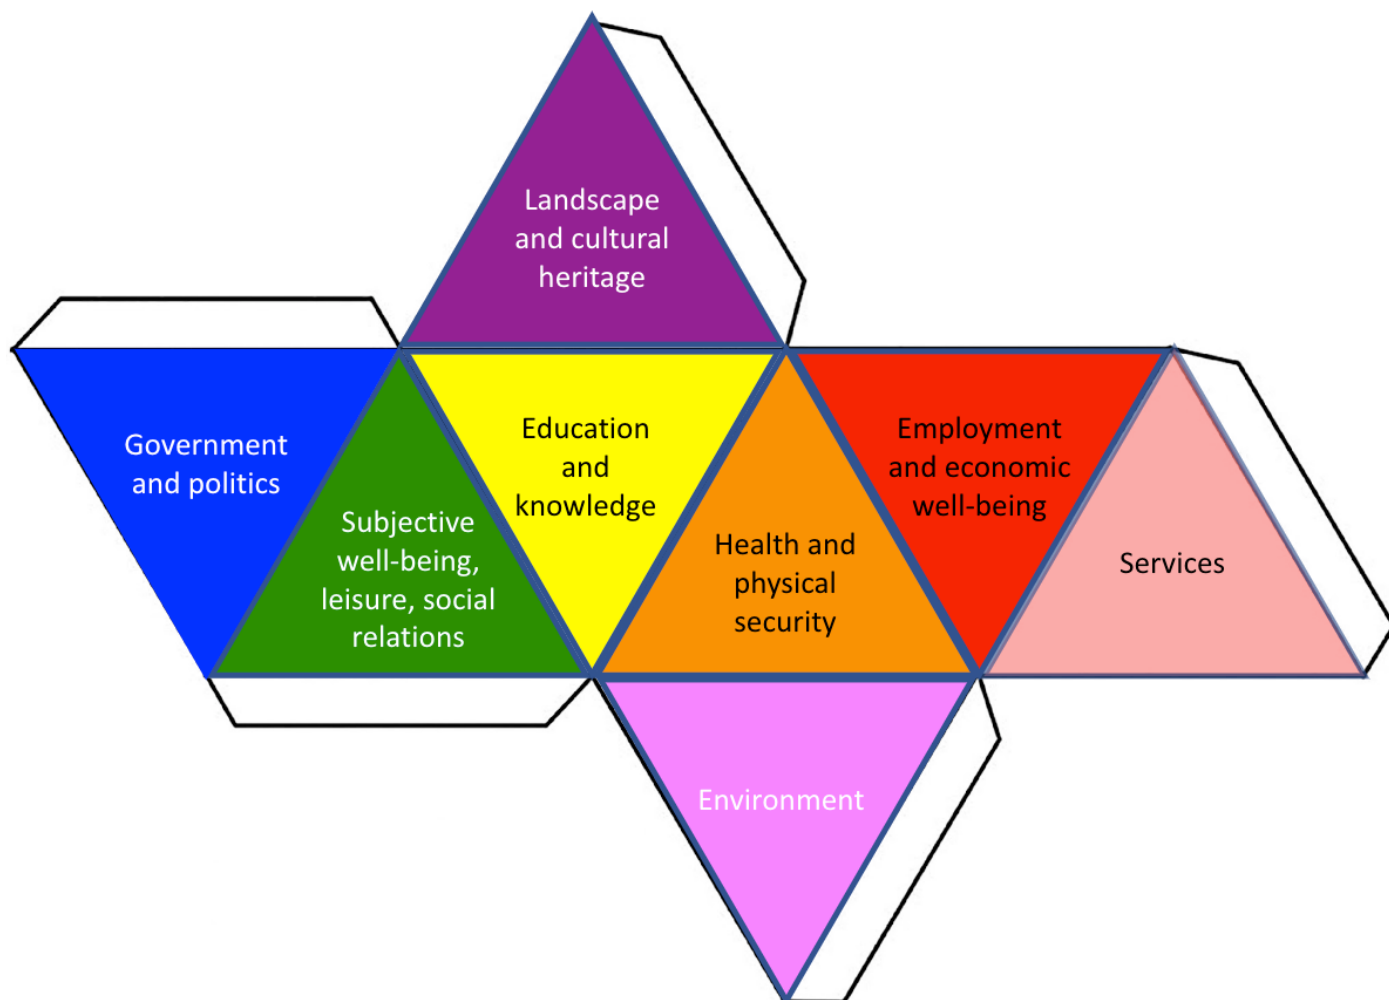 Landscape
and cultural
heritage
Government
and politics
Subjective
well-being,
leisure, social
relations
Education
and
knowledge
Health and
physical
security
Employment
and economic
well-being
Services
Environment